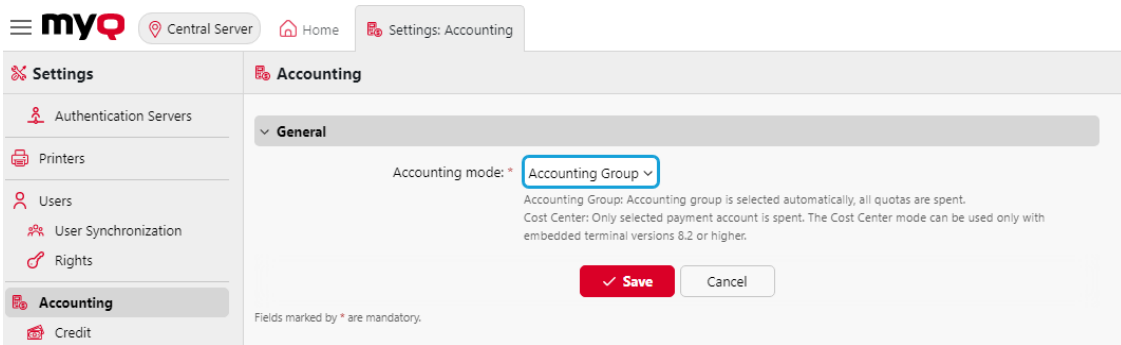 myQ
Central Server
Home
Settings: Accounting
Settings
Accounting
Authentication Servers
General
Printers
Accounting mode: * Accounting Group
Accounting Group: Accounting group is selected automatically, all quotas are spent.
Cost Center: Only selected payment account is spent. The Cost Center mode can be used only with
embedded terminal versions 8.2 or higher.
Users
User Synchronization
Rights
Save
Cancel
Accounting
Credit
Fields marked by * are mandatory.